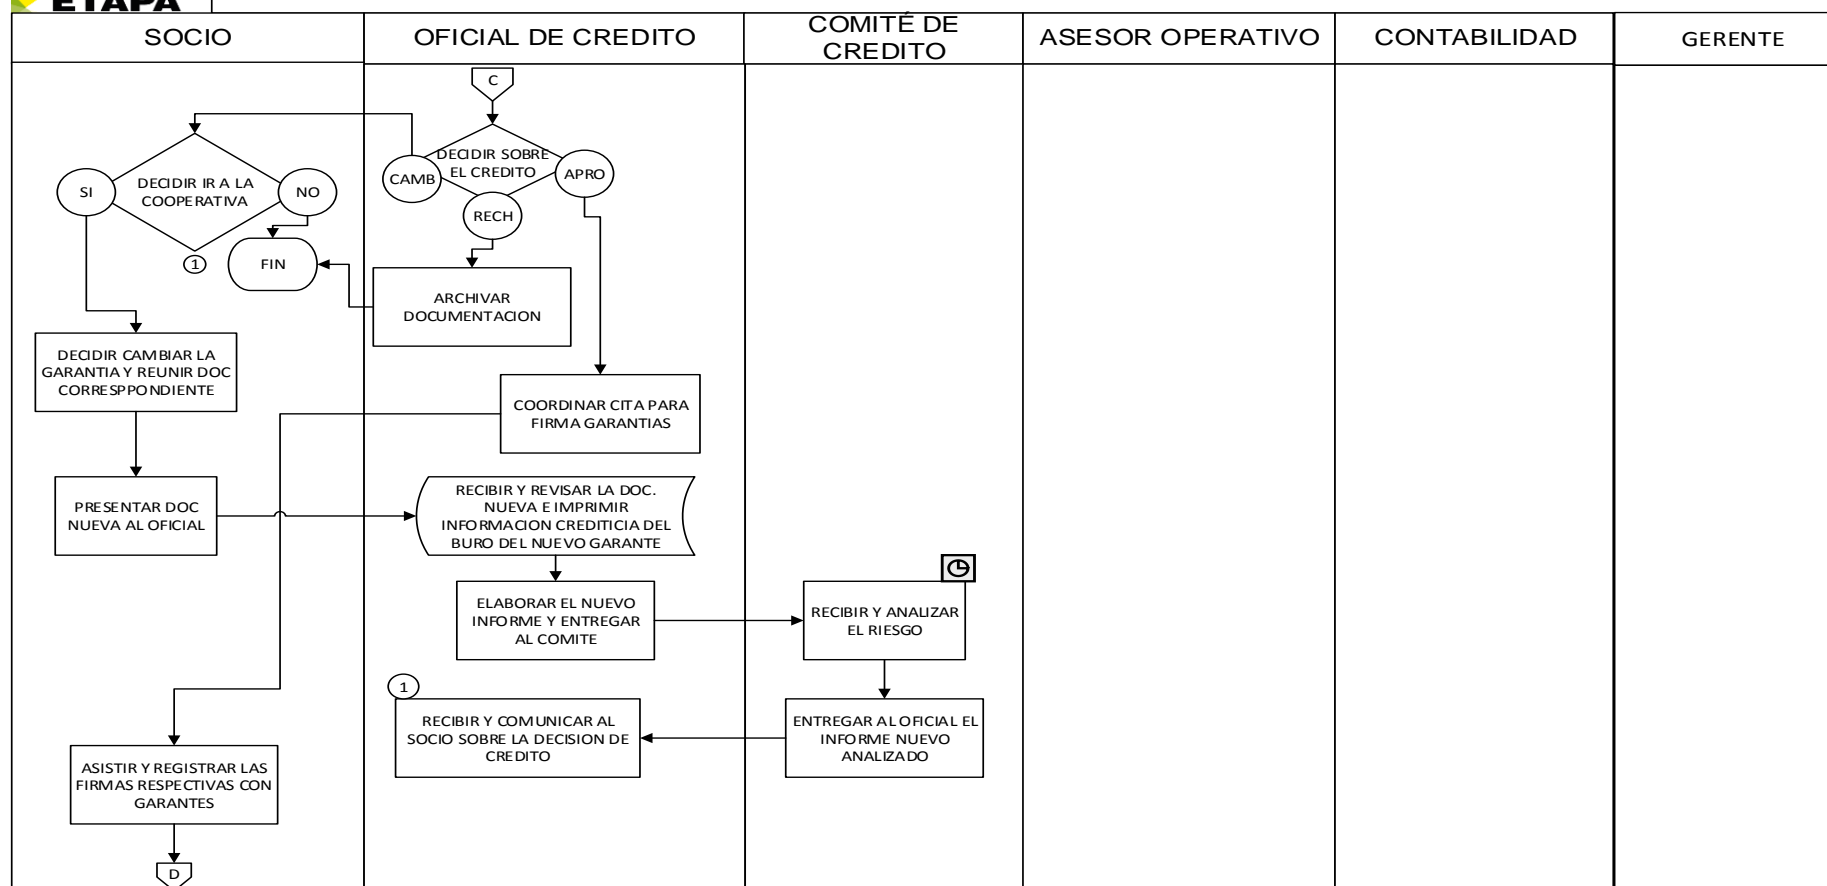 ETAPA
SOCIO
OFICIAL DE CREDITO
COMITÉ DE
CREDITO
ASESOR OPERATIVO
CONTABILIDAD
GERENTE
C
DECIDIR SOBRE
EL CREDITO
CAMB
APRO
RECH
DECIDIR IR A LA
COOPERATIVA
SI
NO
1
FIN
ARCHIVAR
DOCUMENTACION
DECIDIR CAMBIAR LA
GARANTIA Y REUNIR DOC
CORRESPPONDIENTE
COORDINAR CITA PARA
FIRMA GARANTIAS
PRESENTAR DOC
NUEVA AL OFICIAL
RECIBIR Y REVISAR LA DOC.
NUEVA E IMPRIMIR
INFORMACION CREDITICIA DEL
BURO DEL NUEVO GARANTE
ELABORAR EL NUEVO
INFORME Y ENTREGAR
AL COMITE
RECIBIR Y ANALIZAR
EL RIESGO
1
RECIBIR Y COMUNICAR AL
SOCIO SOBRE LA DECISION DE
CREDITO
ENTREGAR AL OFICIAL EL
INFORME NUEVO
ANALIZADO
ASISTIR Y REGISTRAR LAS
FIRMAS RESPECTIVAS CON
GARANTES
D